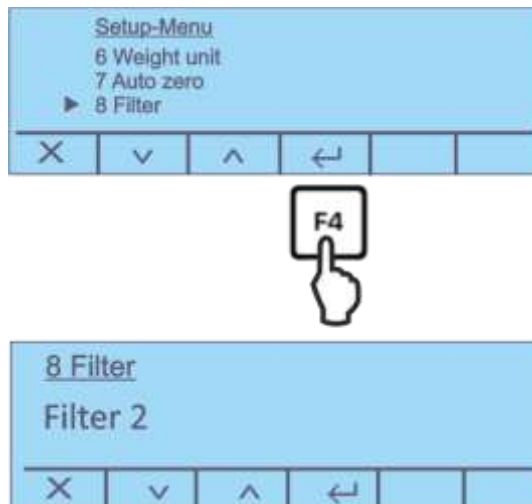 Setup-Menu
6 Weight unit
7 Auto zero
8 Filter
F4
8 Filter
Filter 2